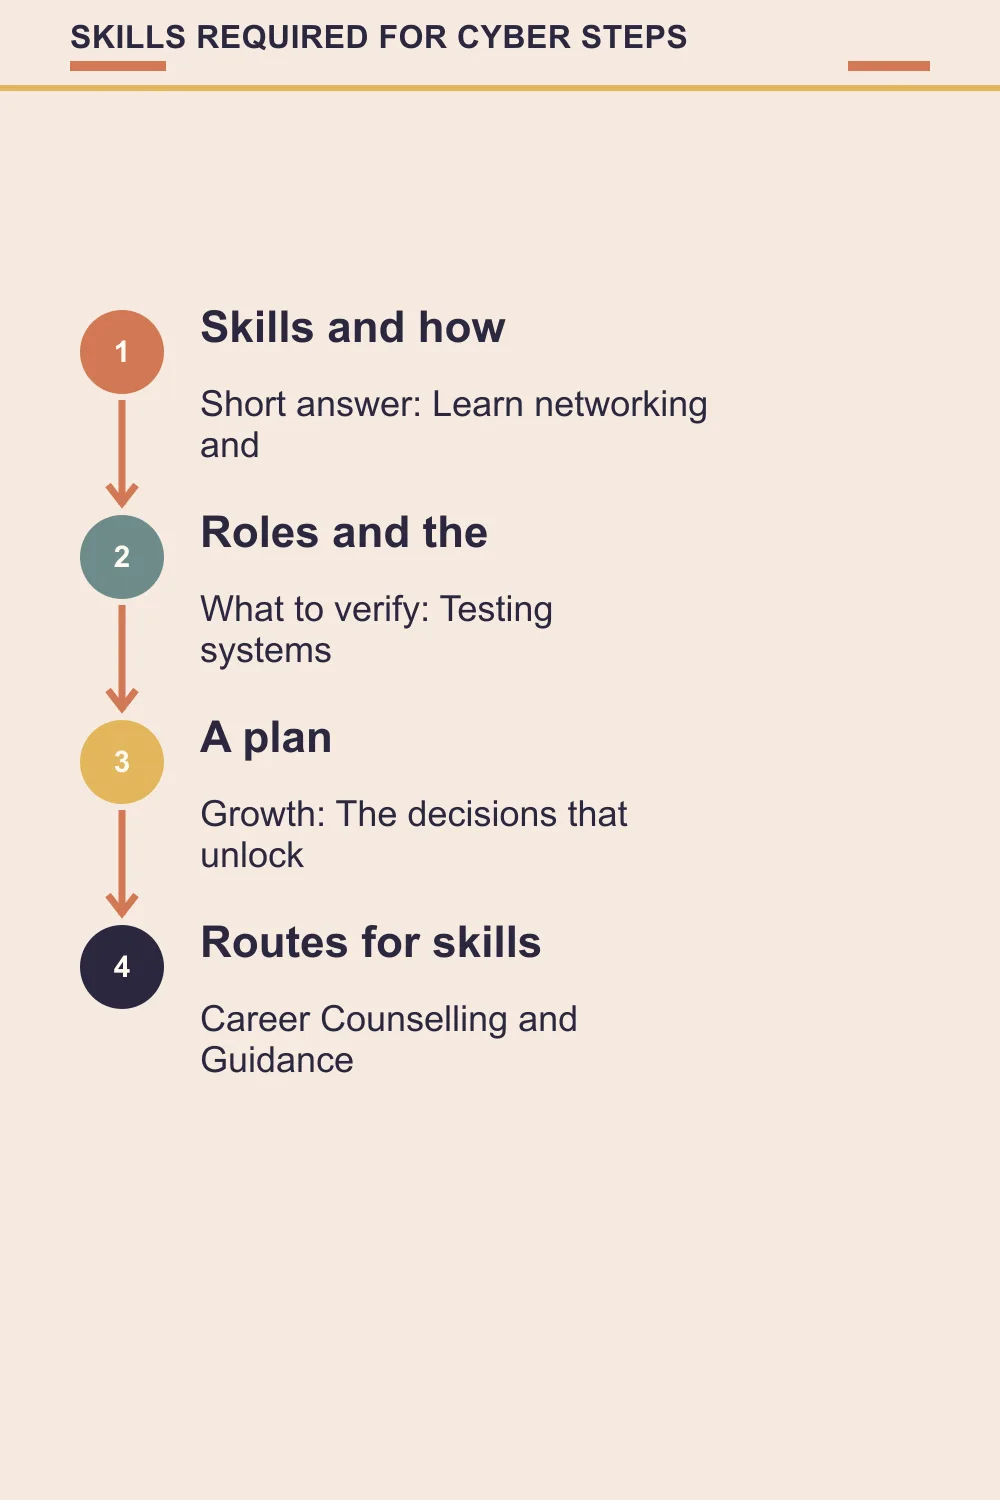 SKILLS REQUIRED FOR CYBER STEPS
1
Skills and how
Short answer: Learn networking
and
2
Roles and the
What to verify: Testing
systems
3
A plan
Growth: The decisions that
unlock
4
Routes for skills
Career Counselling and
Guidance